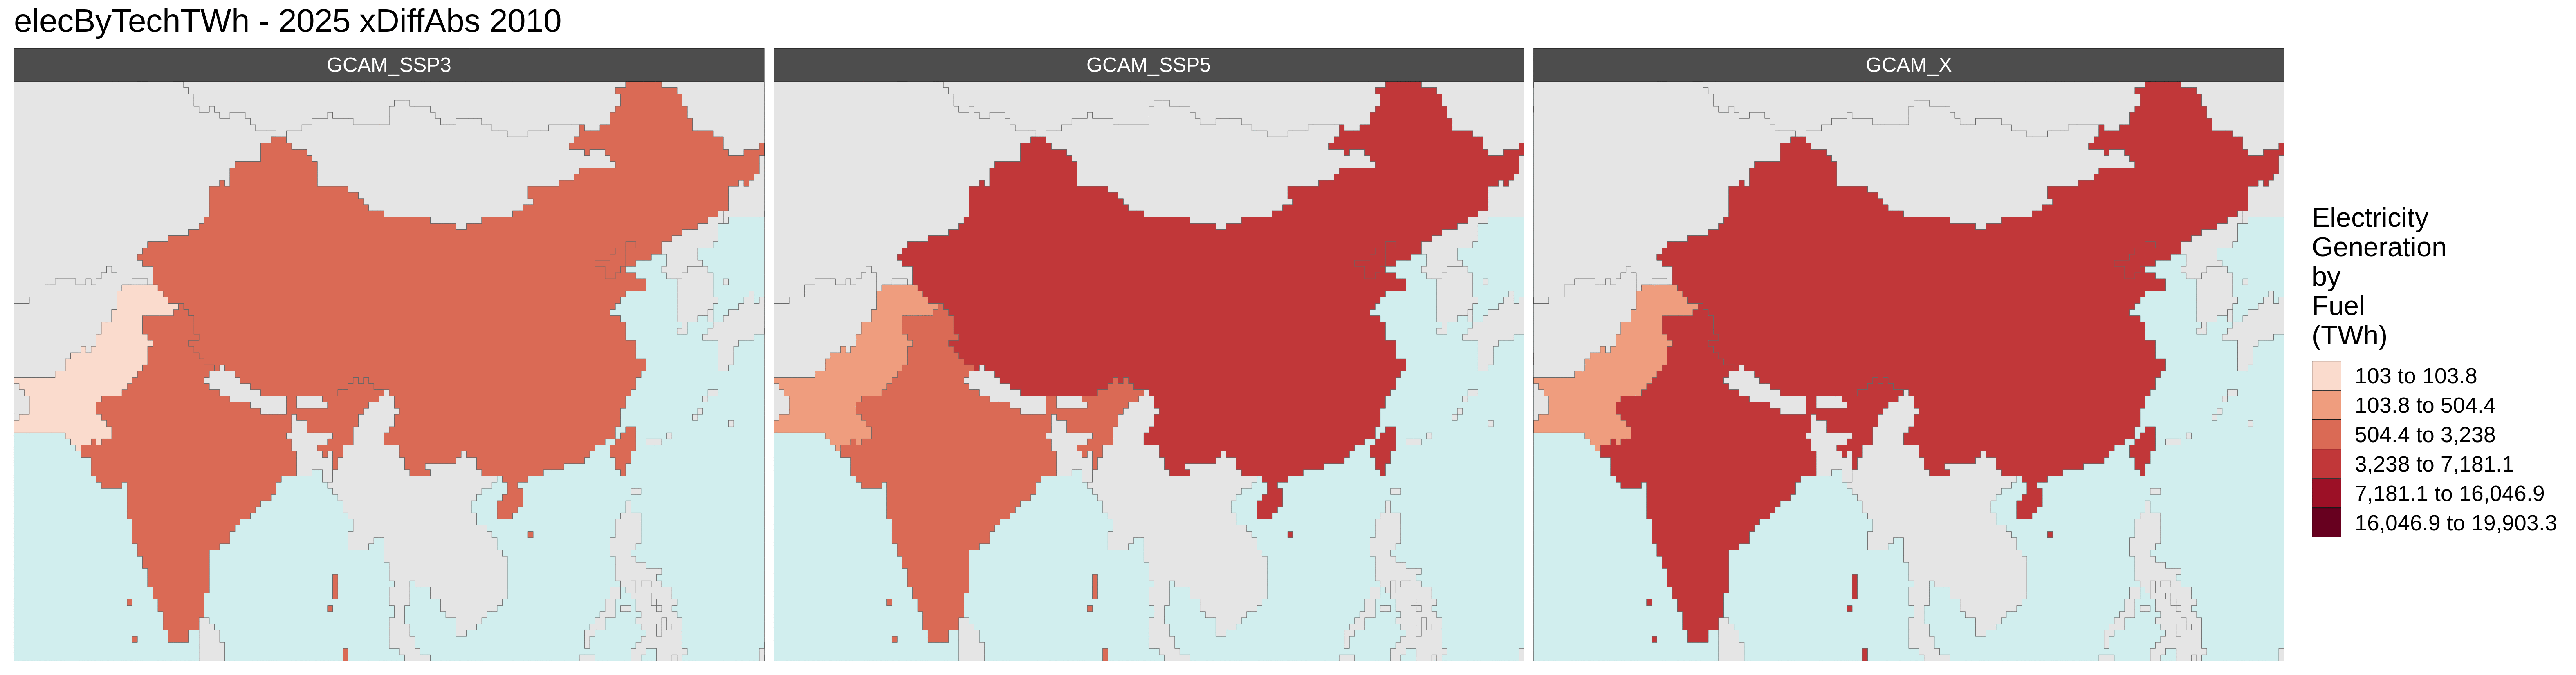 elecByTechTWh - 2025 xDiffAbs 2010
GCAM_SSP3
GCAM_SSP5
GCAM_X
Electricity
Generation
by
Fuel
(TWh)
103 to 103.8
103.8 to 504.4
504.4 to 3,238
3,238 to 7,181.1
7,181.1 to 16,046.9
16,046.9 to 19,903.3